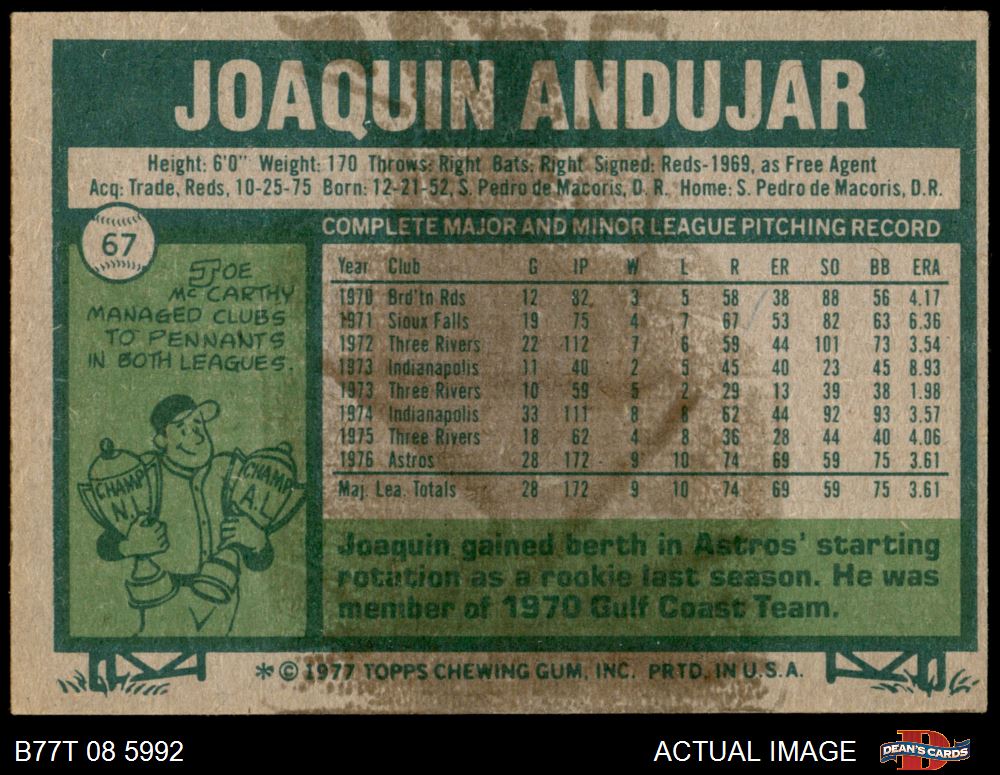 JOAQUIN ANDUJAR
Height: 6'0" Weight: 170 Throws: Right Bats: Right Signed: Reds-1969, as Free Agent
Acq: Trade, Reds, 10-25-75 Born: 12-21-52, S. Pedro de Macoris, D. R. Home: S. Pedro de Macoris, D.R.
67
JOE
McCARTHY
MANAGED CLUBS
TO PENNANTS
IN BOTH LEAGUES.
CHAMP
N.L.
CHAMP
A.L.
COMPLETE MAJOR AND MINOR LEAGUE PITCHING RECORD
Year Club G IP W L R ER SO BB ERA
1970 Brd'tn Rds 12 82 3 5 58 38 88 56 4.17
1971 Sioux Falls 19 75 4 7 67 53 82 63 6.36
1972 Three Rivers 22 112 7 6 59 44 101 73 3.54
1973 Indianapolis 11 40 2 5 45 40 23 45 8.93
1973 Three Rivers 10 59 5 2 29 13 39 38 1.98
1974 Indianapolis 33 111 8 8 62 44 92 93 3.57
1975 Three Rivers 18 62 4 8 36 28 44 40 4.06
1976 Astros 28 172 9 10 74 69 59 75 3.61
Maj. Lea. Totals 28 172 9 10 74 69 59 75 3.61
Joaquin gained berth in Astros' starting
rotation as a rookie last season. He was
member of 1970 Gulf Coast Team.
*© 1977 TOPPS CHEWING GUM, INC. PRTD. IN U.S.A.
B77T 08 5992
ACTUAL IMAGE
DEAN'S CARDS